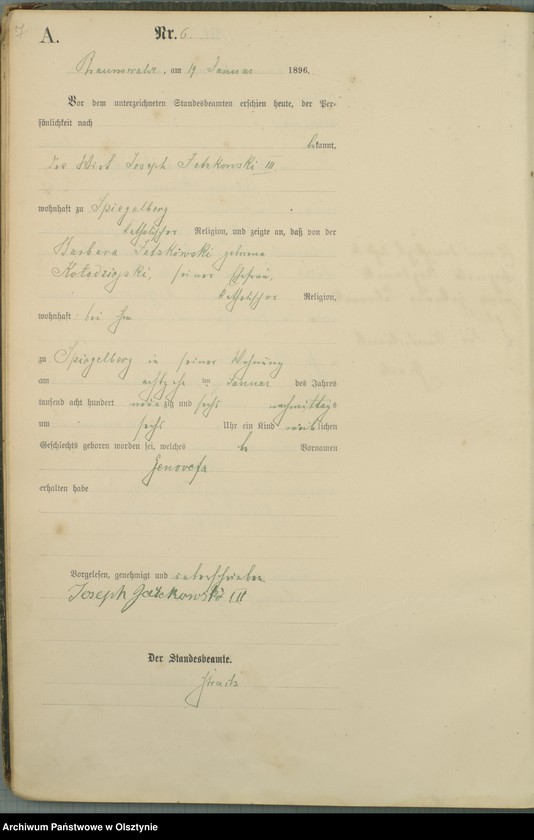 7
A. Nr. 6.
Braunswalde, am 19 Januar 1896.
Vor dem unterzeichneten Standesbeamten erschien heute, der Per-
sönlichkeit nach
bekannt,
der Wirt Joseph Jatzkowski III
wohnhaft zu Spiegelberg
katholischer Religion, und zeigte an, daß von der
Barbara Jatzkowski geborene
Kolodziejski, seiner Ehefrau,
katholischer Religion,
wohnhaft bei ihm
zu Spiegelberg in seiner Wohnung
am achtzehn ten Januar des Jahres
tausend acht hundert neunzig und sechs nachmittags
um sechs Uhr ein Kind weiblichen
Geschlechts geboren worden sei, welches Vornamen
Genovefa
erhalten habe
Vorgelesen, genehmigt und unterschrieben
Joseph Jatzkowski III
Der Standesbeamte.
Archiwum Państwowe w Olsztynie